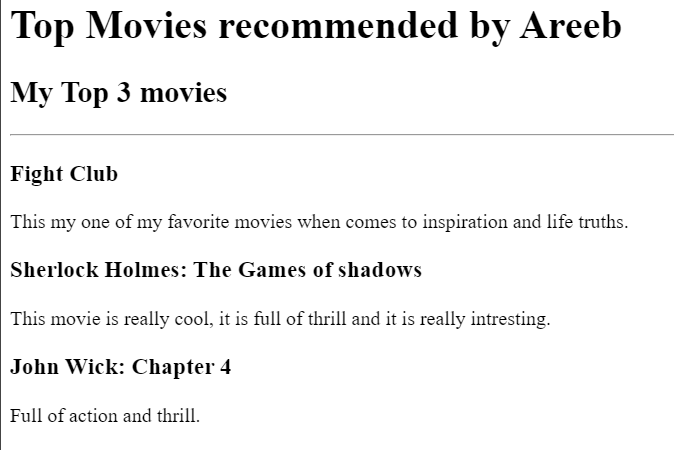 Top Movies recommended by Areeb
My Top 3 movies
Fight Club
This my one of my favorite movies when comes to inspiration and life truths.
Sherlock Holmes: The Games of shadows
This movie is really cool, it is full of thrill and it is really intresting.
John Wick: Chapter 4
Full of action and thrill.